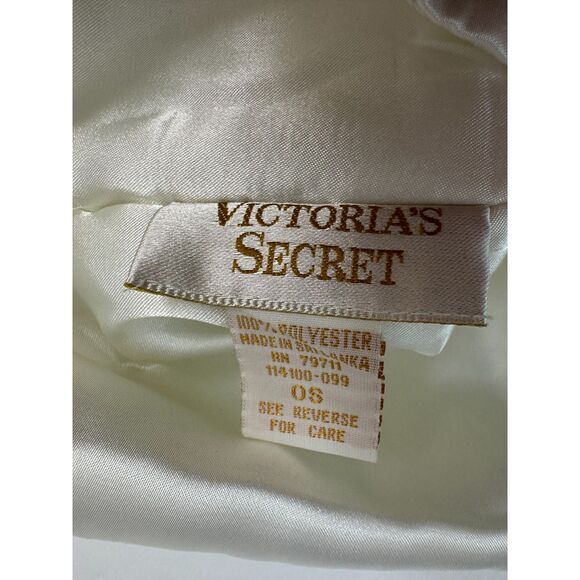 VICTORIA'S
SECRET
100% POLYESTER
MADE IN SRI LANKA
RN 79711
114100-099
OS
SEE REVERSE
FOR CARE